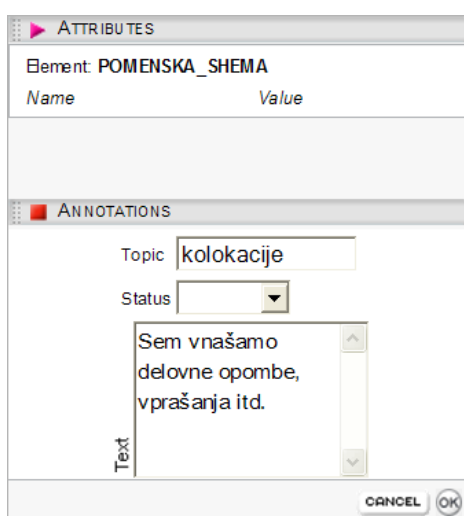 ATTRIBUTES
Element: POMENSKA_SHEMA
Name Value
ANNOTATIONS
Topic kolokacije
Status
Sem vnašamo
delovne opombe,
vprašanja itd.
Text
CANCEL OK